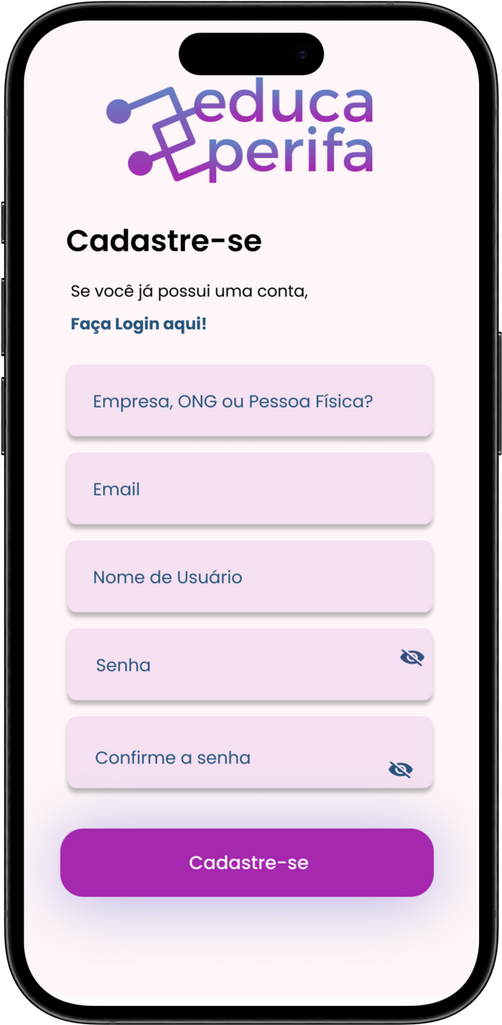 educa
perifa
Cadastre-se
Se você já possui uma conta,
Faça Login aqui!
Empresa, ONG ou Pessoa Física?
Email
Nome de Usuário
Senha
Confirme a senha
Cadastre-se